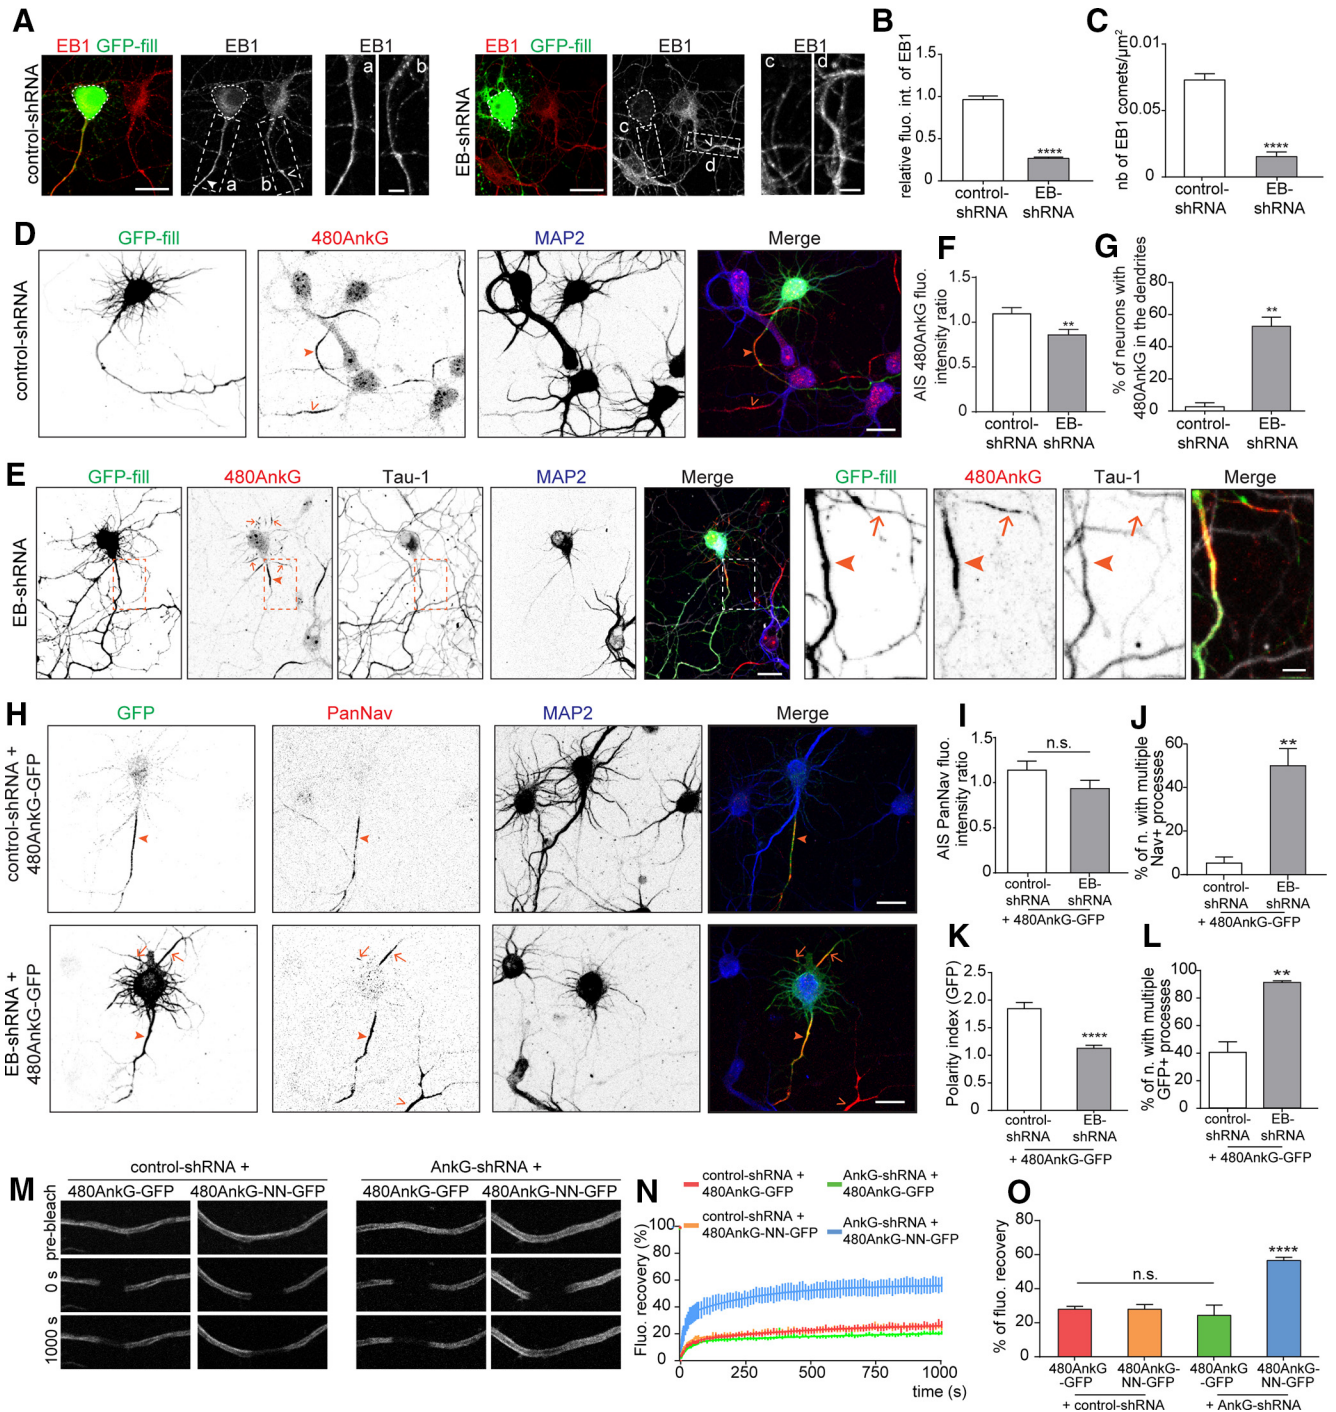 A
EB1 GFP-fill
EB1
EB1
control-shRNA
a
b
a
b
EB1 GFP-fill
EB1
EB1
EB-shRNA
c
d
c
d
B
relative fluo. int. of EB1
1.5
1.0
0.5
0
****
control-
shRNA
EB-
shRNA
C
nb of EB1 comets/µm²
0.01
0.05
0
****
control-
shRNA
EB-
shRNA
D
GFP-fill
480AnkG
MAP2
Merge
control-shRNA
F
AIS 480AnkG fluo.
intensity ratio
1.5
1.0
0.5
0
**
control-
shRNA
EB-
shRNA
G
% of neurons with
480AnkG in the dendrites
80
60
40
20
0
**
control-
shRNA
EB-
shRNA
E
GFP-fill
480AnkG
Tau-1
MAP2
Merge
GFP-fill
480AnkG
Tau-1
Merge
EB-shRNA
H
GFP
PanNav
MAP2
Merge
control-shRNA +
480AnkG-GFP
EB-shRNA +
480AnkG-GFP
I
AIS PanNav fluo.
intensity ratio
1.5
1.0
0.5
0
n.s.
control-
shRNA
EB-
shRNA
+ 480AnkG-GFP
J
% of n. with multiple
Nav+ processes
60
40
20
0
**
control-
shRNA
EB-
shRNA
+ 480AnkG-GFP
K
Polarity index (GFP)
2.5
2.0
1.5
1.0
0.5
0
****
control-
shRNA
EB-
shRNA
+ 480AnkG-GFP
L
% of n. with multiple
GFP+ processes
100
80
60
40
20
0
**
control-
shRNA
EB-
shRNA
+ 480AnkG-GFP
M
control-shRNA +
AnkG-shRNA +
480AnkG-GFP
480AnkG-NN-GFP
480AnkG-GFP
480AnkG-NN-GFP
pre-bleach
0 s
1000 s
N
control-shRNA +
480AnkG-GFP
AnkG-shRNA +
480AnkG-GFP
control-shRNA +
480AnkG-NN-GFP
AnkG-shRNA +
480AnkG-NN-GFP
Fluo. recovery (%)
100
80
60
40
20
0
0
250
500
750
1000
time (s)
O
% of fluo. recovery
80
60
40
20
0
n.s.
****
480AnkG
-GFP
480AnkG-
NN-GFP
480AnkG
-GFP
480AnkG-
NN-GFP
+ control-shRNA
+ AnkG-shRNA